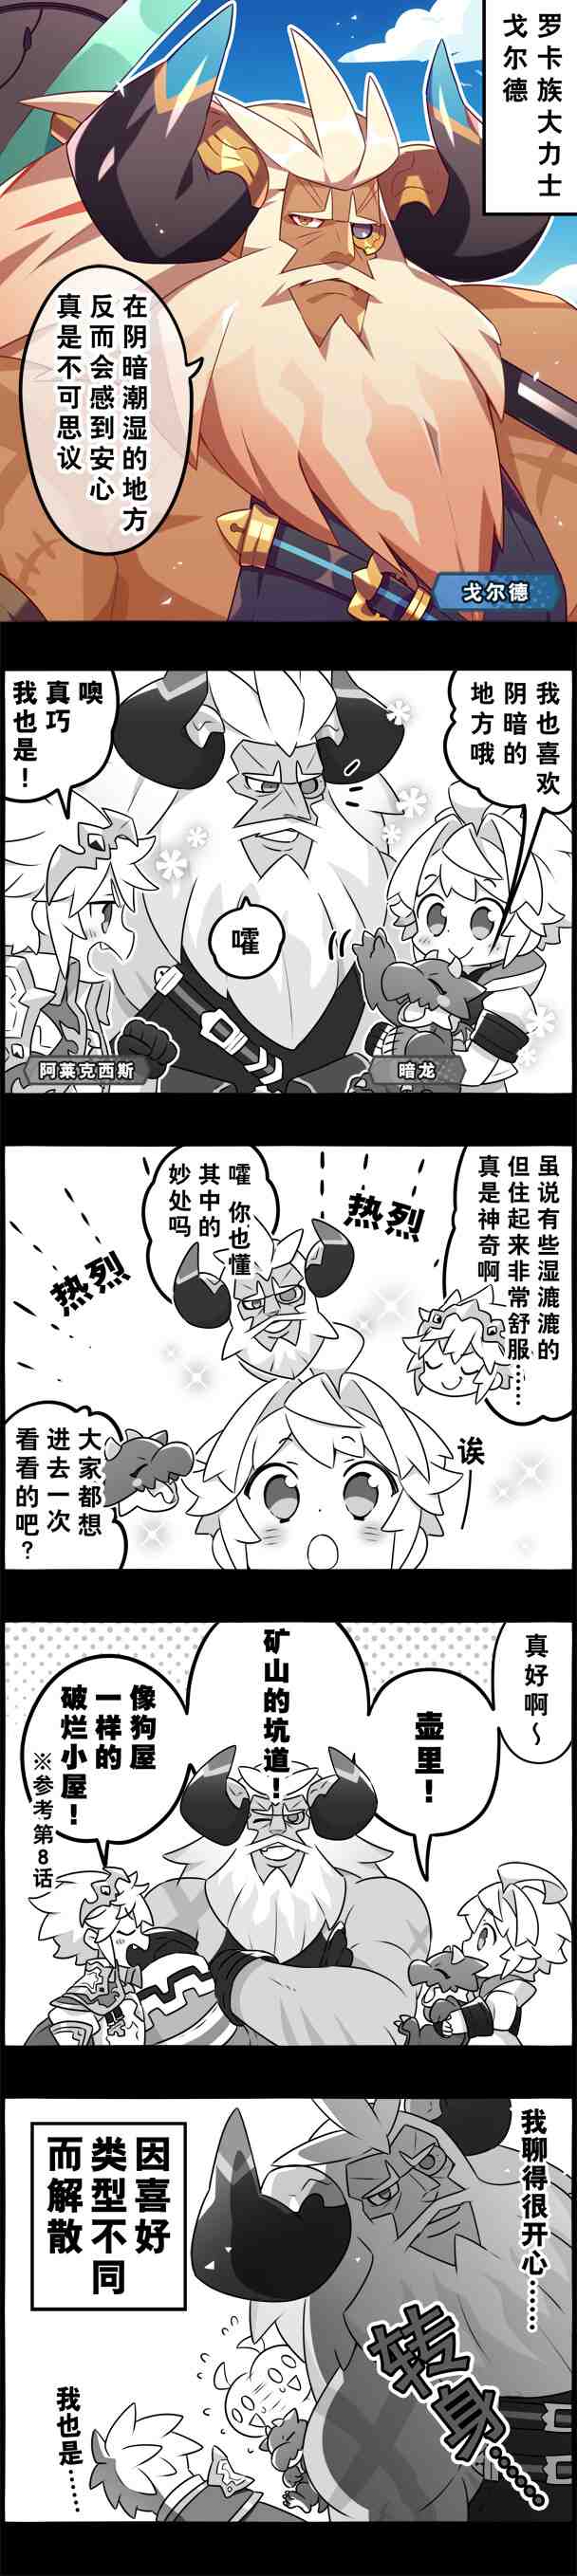 罗卡族大力士
戈尔德
在阴暗潮湿的地方
反而会感到安心
真是不可思议
戈尔德
我也喜欢
阴暗的
地方哦
噢
真巧
我也是！
嚯
阿莱克西斯
暗龙
虽说有些湿漉漉的
但住起来非常舒服……
真是神奇啊
热烈
嚯 你也懂
其中的
妙处吗
热烈
诶
大家都想
进去一次
看看的吧？
真好啊～
壶里！
矿山的坑道！
像狗屋
一样的
破烂小屋！
※参考第8话
我聊得很开心……
转身……
因喜好
类型不同
而解散
我也是……